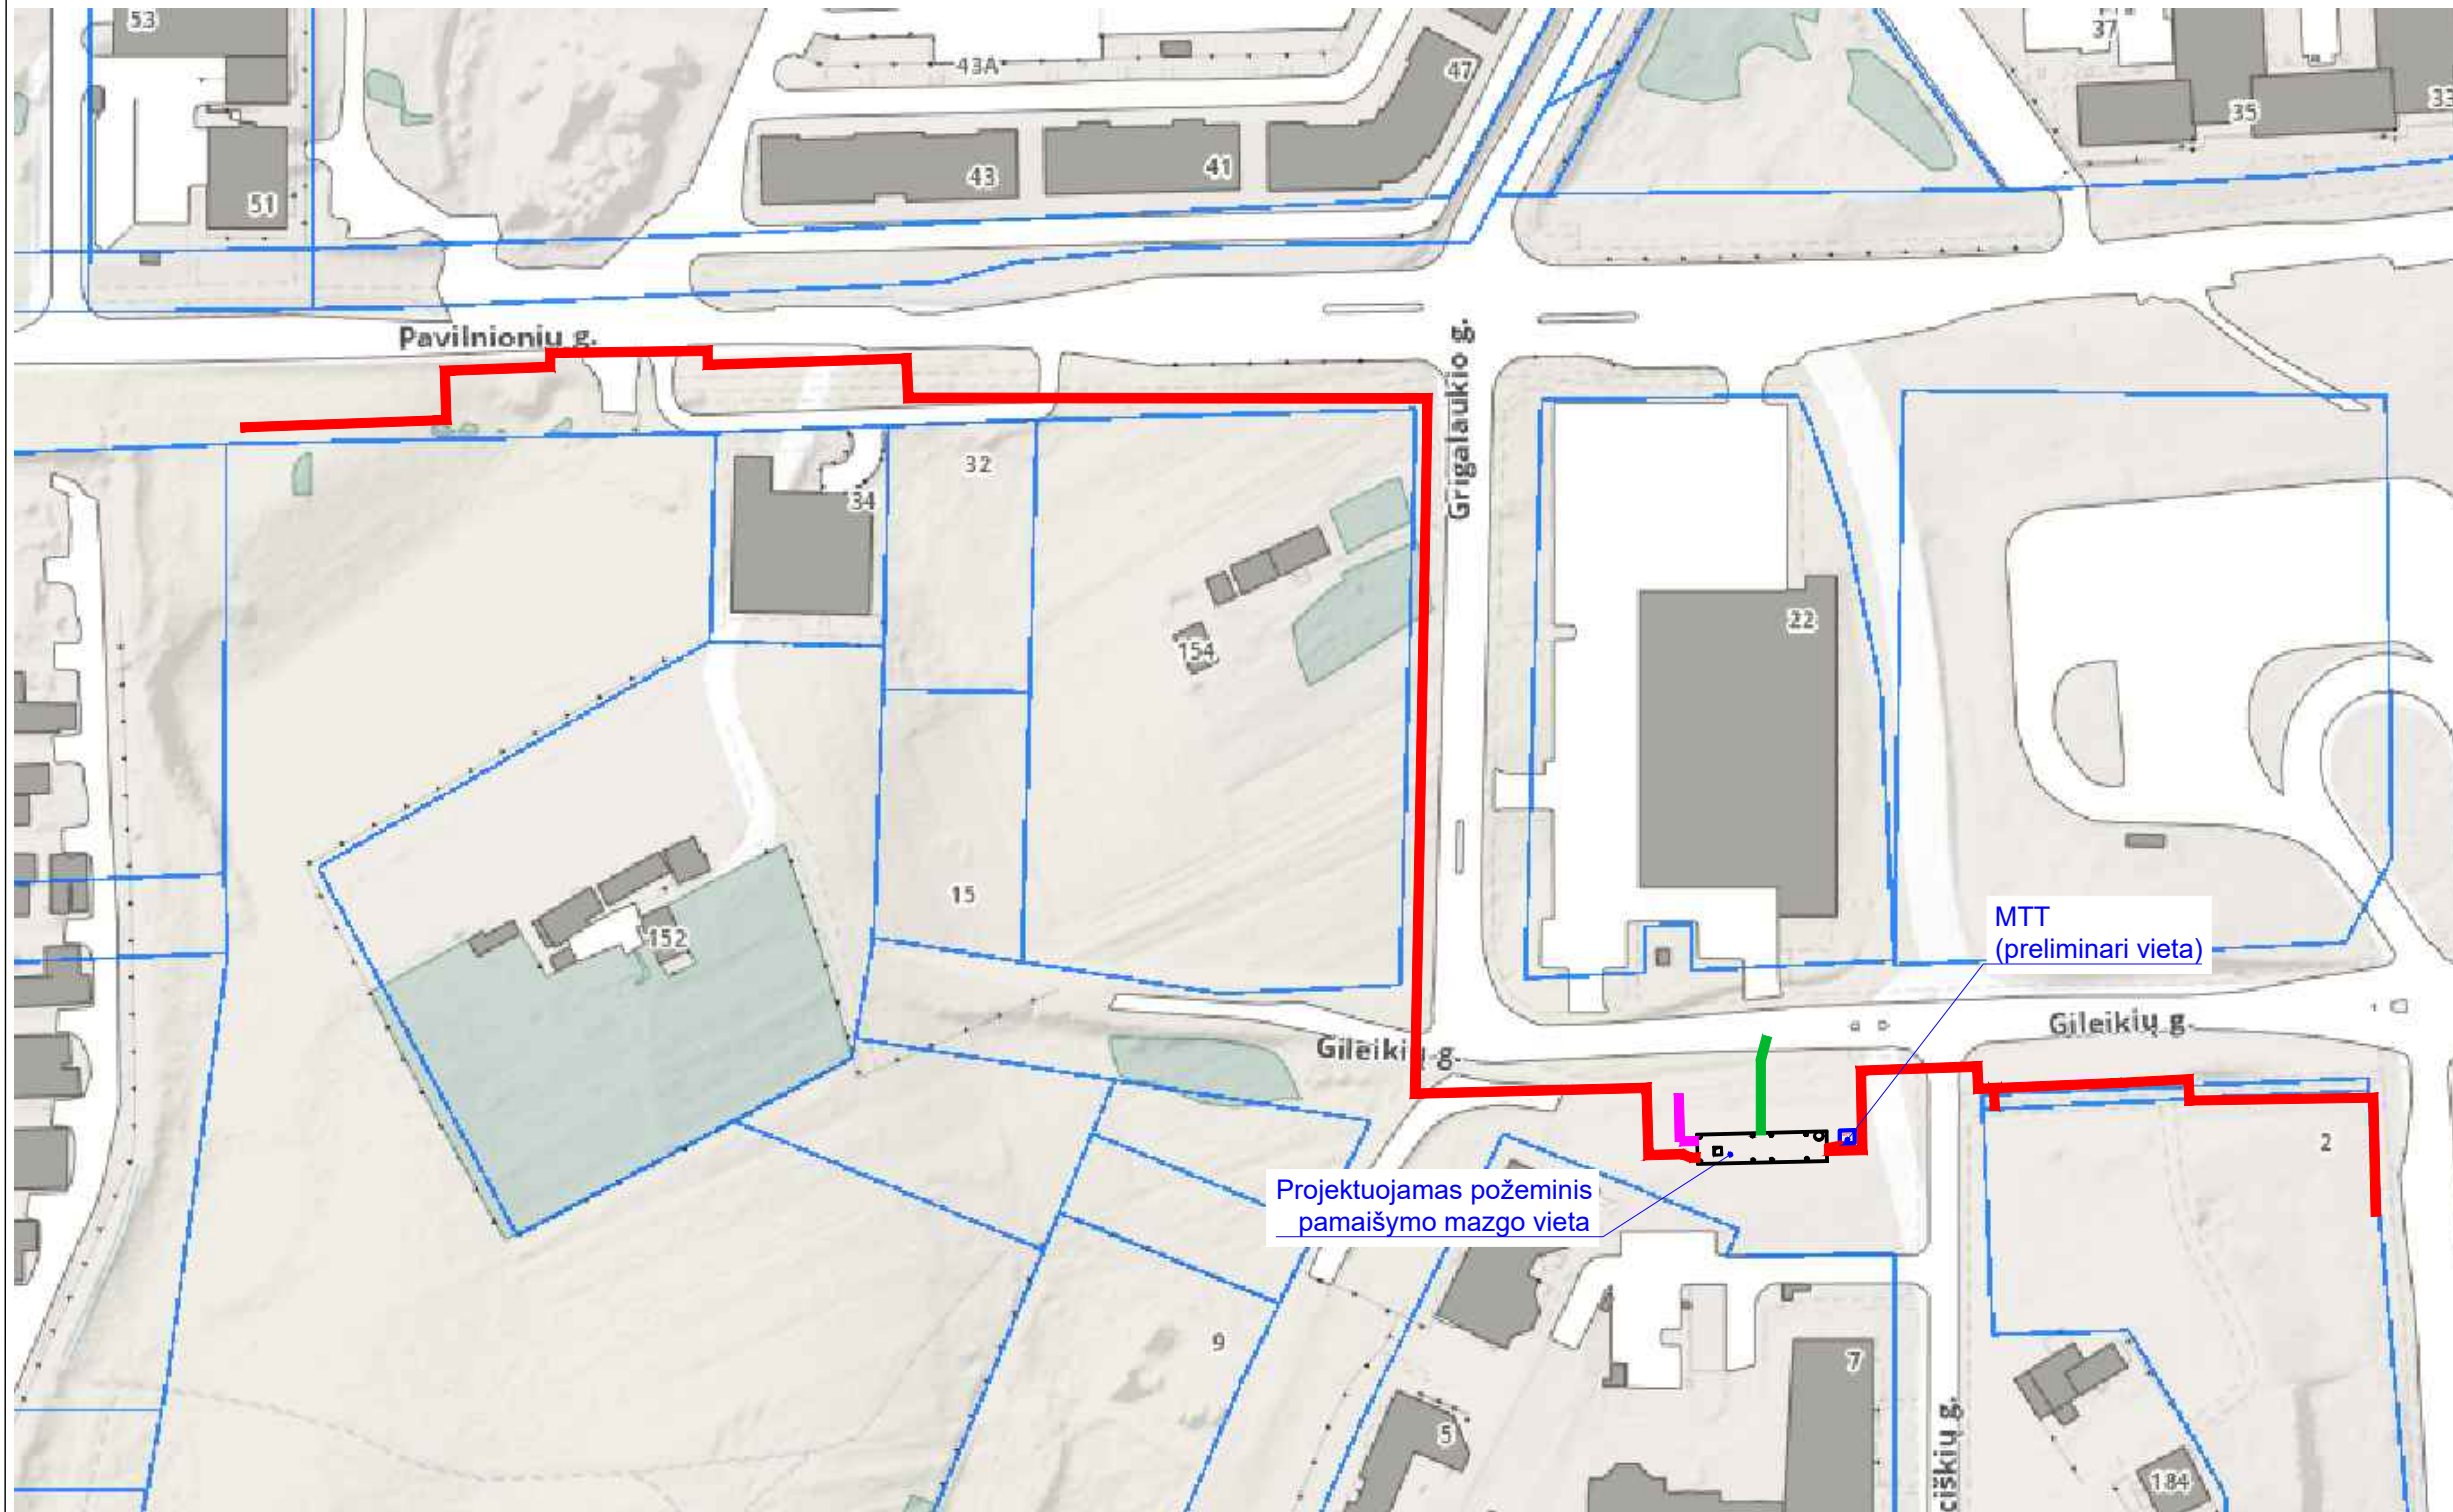 53
43A
47
37
35
33
51
43
41
Pavilnionių g.
Grigalaukio g.
32
34
22
154
15
152
MTT
(preliminari vieta)
Gileikių g.
Gileikių g.
2
Projektuojamas požeminis
pamaišymo mazgo vieta
9
7
5
ciškių g.
184